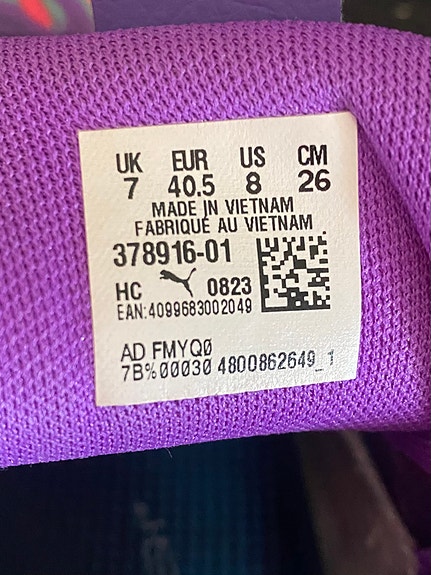 UK EUR US CM
7 40.5 8 26
MADE IN VIETNAM
FABRIQUÉ AU VIETNAM
378916-01
HC 0823
EAN:4099683002049
AD FMYQ0
7B%00030 4800862649_1